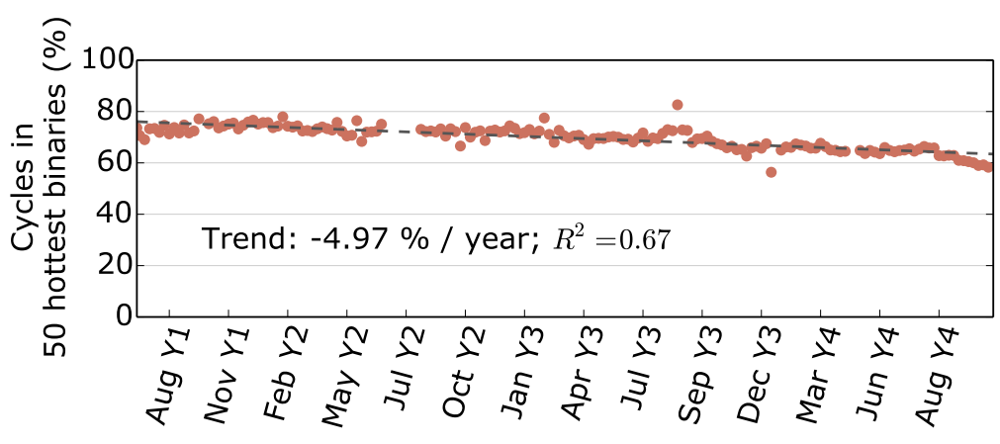 Cycles in
50 hottest binaries (%)
100
80
60
40
20
0
Trend: -4.97 % / year; R² =0.67
Aug Y1
Nov Y1
Feb Y2
May Y2
Jul Y2
Oct Y2
Jan Y3
Apr Y3
Jul Y3
Sep Y3
Dec Y3
Mar Y4
Jun Y4
Aug Y4